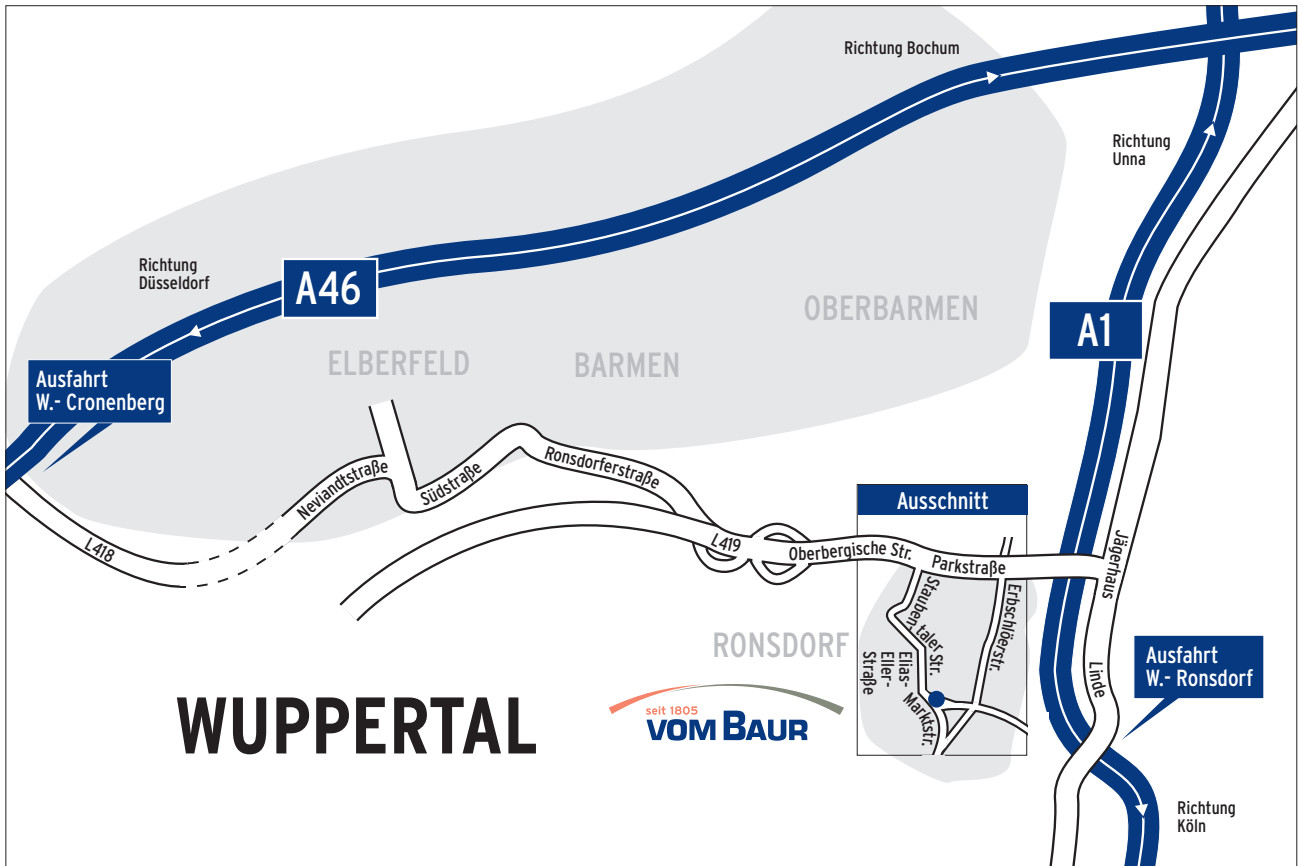 Richtung Bochum
Richtung
Unna
Richtung
Düsseldorf
A46
OBERBARMEN
A1
ELBERFELD
BARMEN
Ausfahrt
W.- Cronenberg
Neviandtstraße
Südstraße
Ronsdorferstraße
Ausschnitt
L418
L419
Oberbergische Str.
Parkstraße
Jägerhaus
Staubentaler Str.
Erbschlöerstr.
RONSDORF
Elias-
Eller-
Straße
Marktstr.
Linde
Ausfahrt
W.- Ronsdorf
WUPPERTAL
seit 1805
VOM BAUR
Richtung
Köln